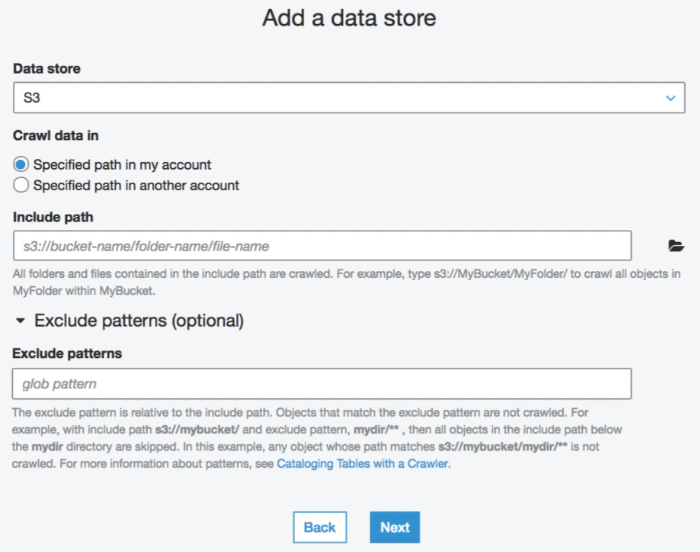 Add a data store
Data store
S3
Crawl data in
Specified path in my account
Specified path in another account
Include path
s3://bucket-name/folder-name/file-name
All folders and files contained in the include path are crawled. For example, type s3://MyBucket/MyFolder/ to crawl all objects in
MyFolder within MyBucket.
Exclude patterns (optional)
Exclude patterns
glob pattern
The exclude pattern is relative to the include path. Objects that match the exclude pattern are not crawled. For
example, with include path s3://mybucket/ and exclude pattern, mydir/** , then all objects in the include path below
the mydir directory are skipped. In this example, any object whose path matches s3://mybucket/mydir/** is not
crawled. For more information about patterns, see Cataloging Tables with a Crawler.
Back
Next